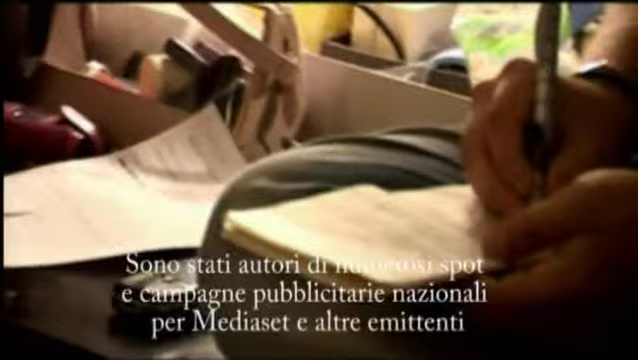 Sono stati autori di numerosi spot
e campagne pubblicitarie nazionali
per Mediaset e altre emittenti